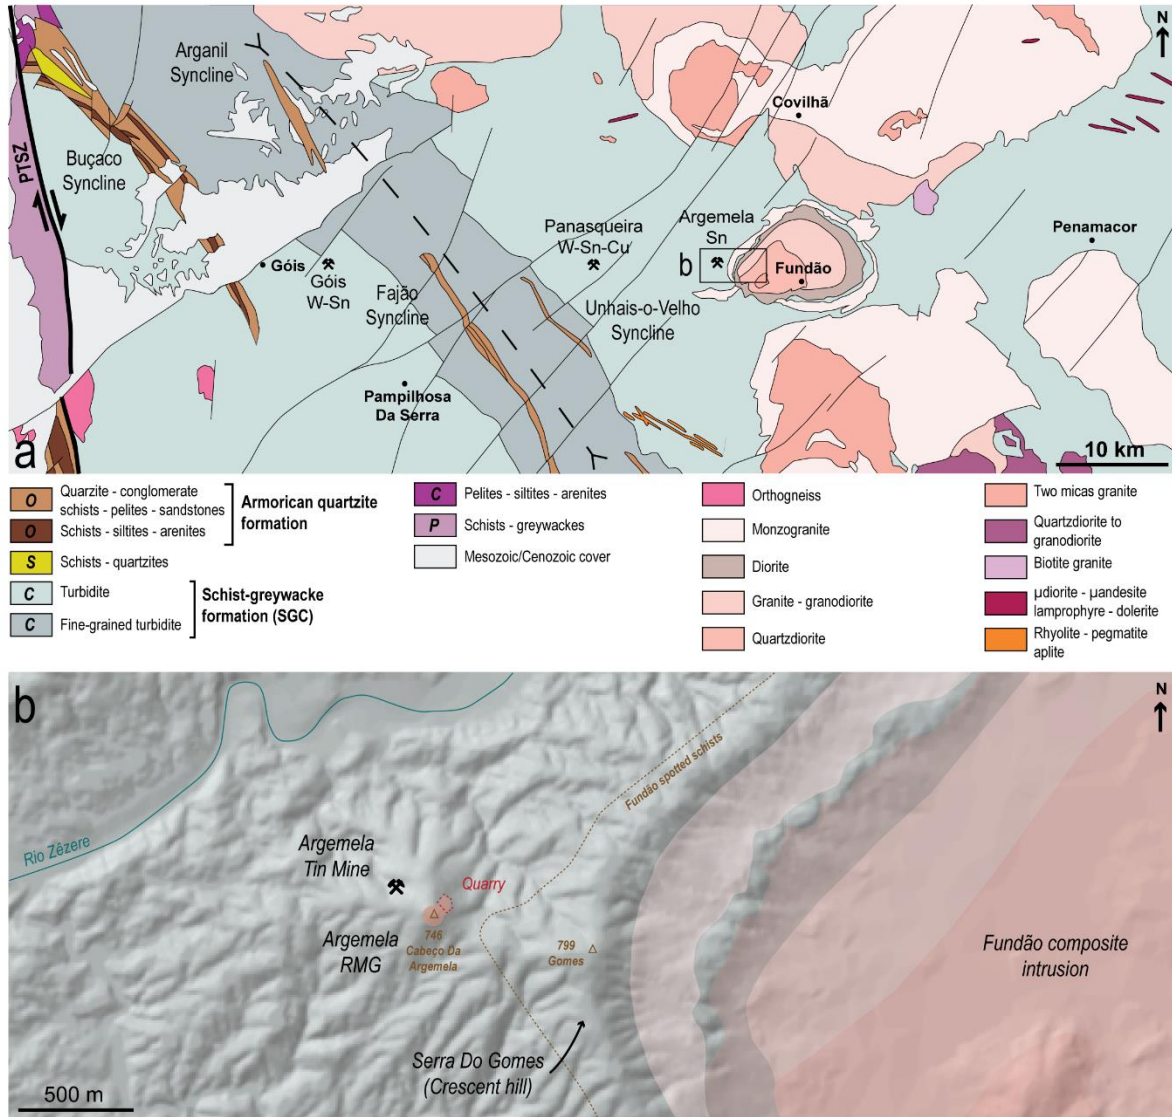 N
Arganil
Syncline
Covilhã
Buçaco
Syncline
PTSZ
Panasqueira
W-Sn-Cu
Argemela
Sn
Penamacor
b
Góis
Góis
W-Sn
Fundão
Fajão
Syncline
Unhais-o-Velho
Syncline
Pampilhosa
Da Serra
a
10 km
O
Quarzite - conglomerate
schists - pelites - sandstones
O
Schists - siltites - arenites
Armorican quartzite
formation
S
Schists - quartzites
C
Turbidite
C
Fine-grained turbidite
Schist-greywacke
formation (SGC)
C
Pelites - siltites - arenites
P
Schists - greywackes
Mesozoic/Cenozoic cover
Orthogneiss
Monzogranite
Diorite
Granite - granodiorite
Quartzdiorite
Two micas granite
Quartzdiorite to
granodiorite
Biotite granite
µdiorite - µandesite
lamprophyre - dolerite
Rhyolite - pegmatite
aplite
b
N
Fundão spotted schists
Rio Zêzere
Argemela
Tin Mine
Quarry
Argemela
RMG
746
Cabeço Da
Argemela
799
Gomes
Fundão composite
intrusion
Serra Do Gomes
(Crescent hill)
500 m